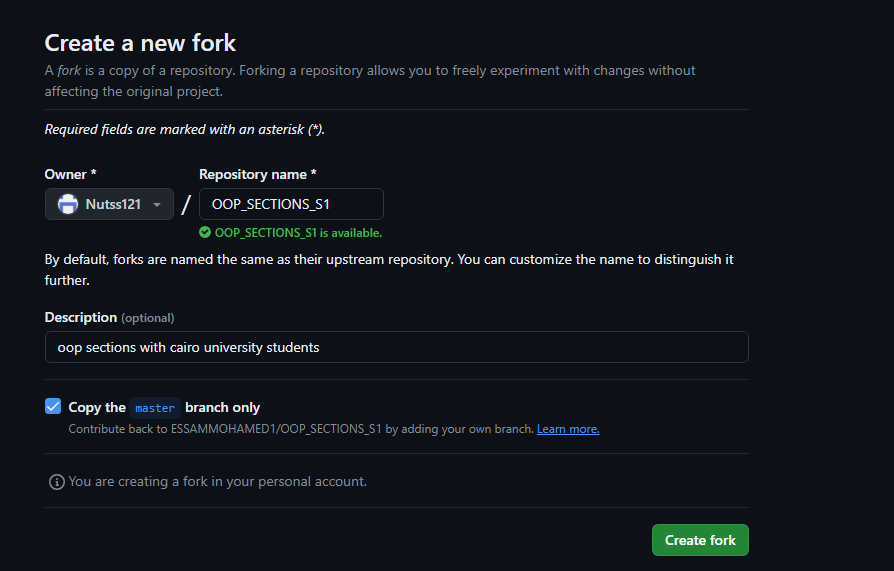 Create a new fork
A fork is a copy of a repository. Forking a repository allows you to freely experiment with changes without
affecting the original project.
Required fields are marked with an asterisk (*).
Owner * Repository name *
Nutss121 / OOP_SECTIONS_S1
OOP_SECTIONS_S1 is available.
By default, forks are named the same as their upstream repository. You can customize the name to distinguish it
further.
Description (optional)
oop sections with cairo university students
Copy the master branch only
Contribute back to ESSAMMOHAMED1/OOP_SECTIONS_S1 by adding your own branch. Learn more.
You are creating a fork in your personal account.
Create fork